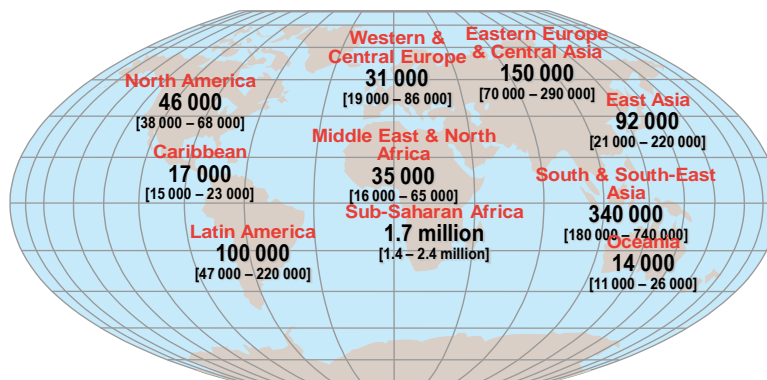 Western &
Central Europe
31 000
[19 000 – 86 000]
Eastern Europe
& Central Asia
150 000
[70 000 – 290 000]
North America
46 000
[38 000 – 68 000]
East Asia
92 000
[21 000 – 220 000]
Caribbean
17 000
[15 000 – 23 000]
Middle East & North
Africa
35 000
[16 000 – 65 000]
South & South-East
Asia
340 000
[180 000 – 740 000]
Sub-Saharan Africa
1.7 million
[1.4 – 2.4 million]
Latin America
100 000
[47 000 – 220 000]
Oceania
14 000
[11 000 – 26 000]